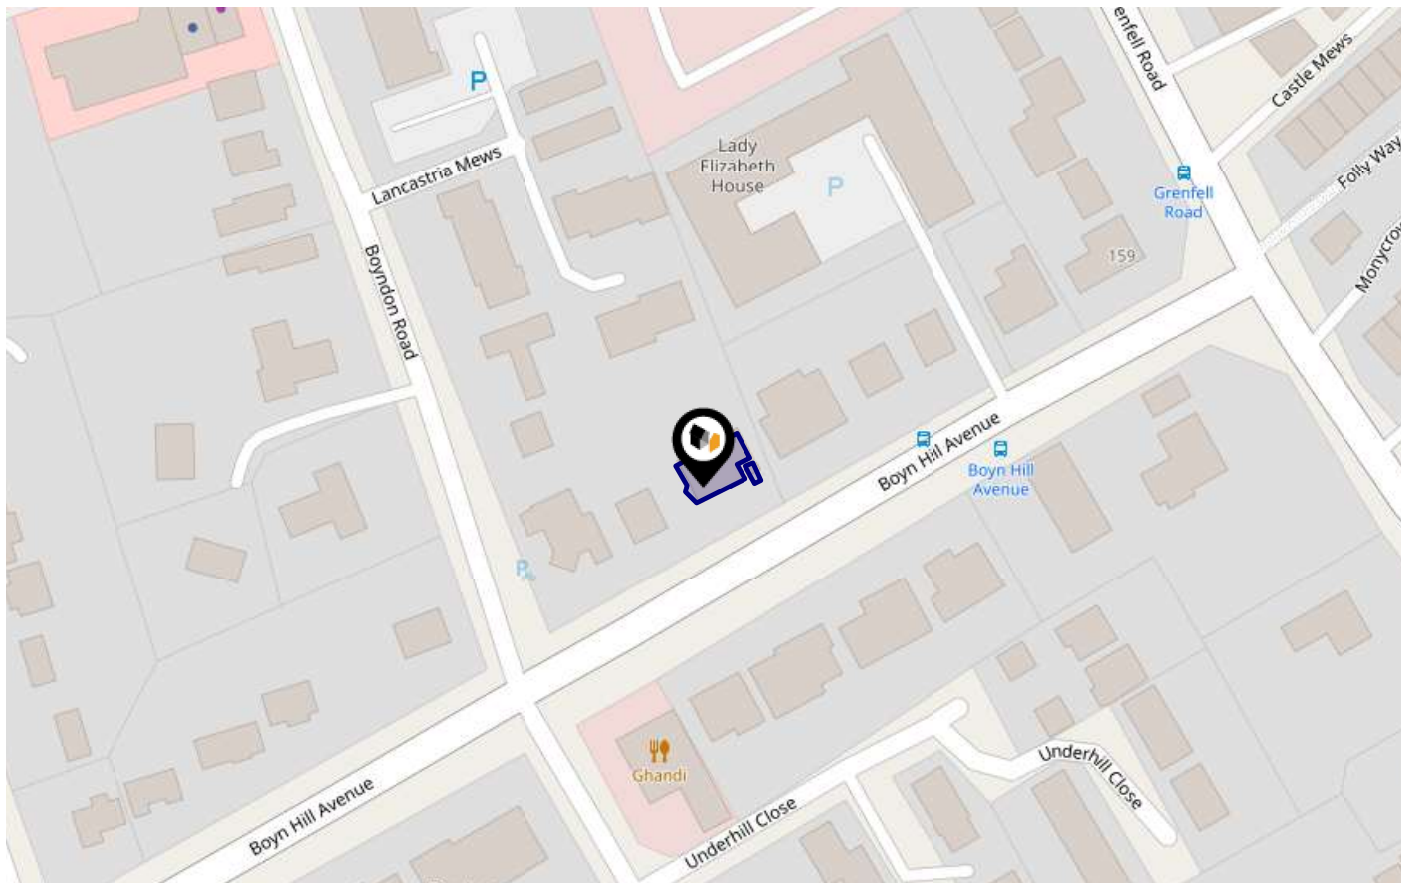 enfell Road
Castle Mews
P
Lancastria Mews
Lady
Elizabeth
House
P
Grenfell
Road
Folly Way
159
Monycrow
Boyndon Road
Boyn Hill Avenue
Boyn Hill
Avenue
P
Ghandi
Underhill Close
Boyn Hill Avenue
Underhill Close